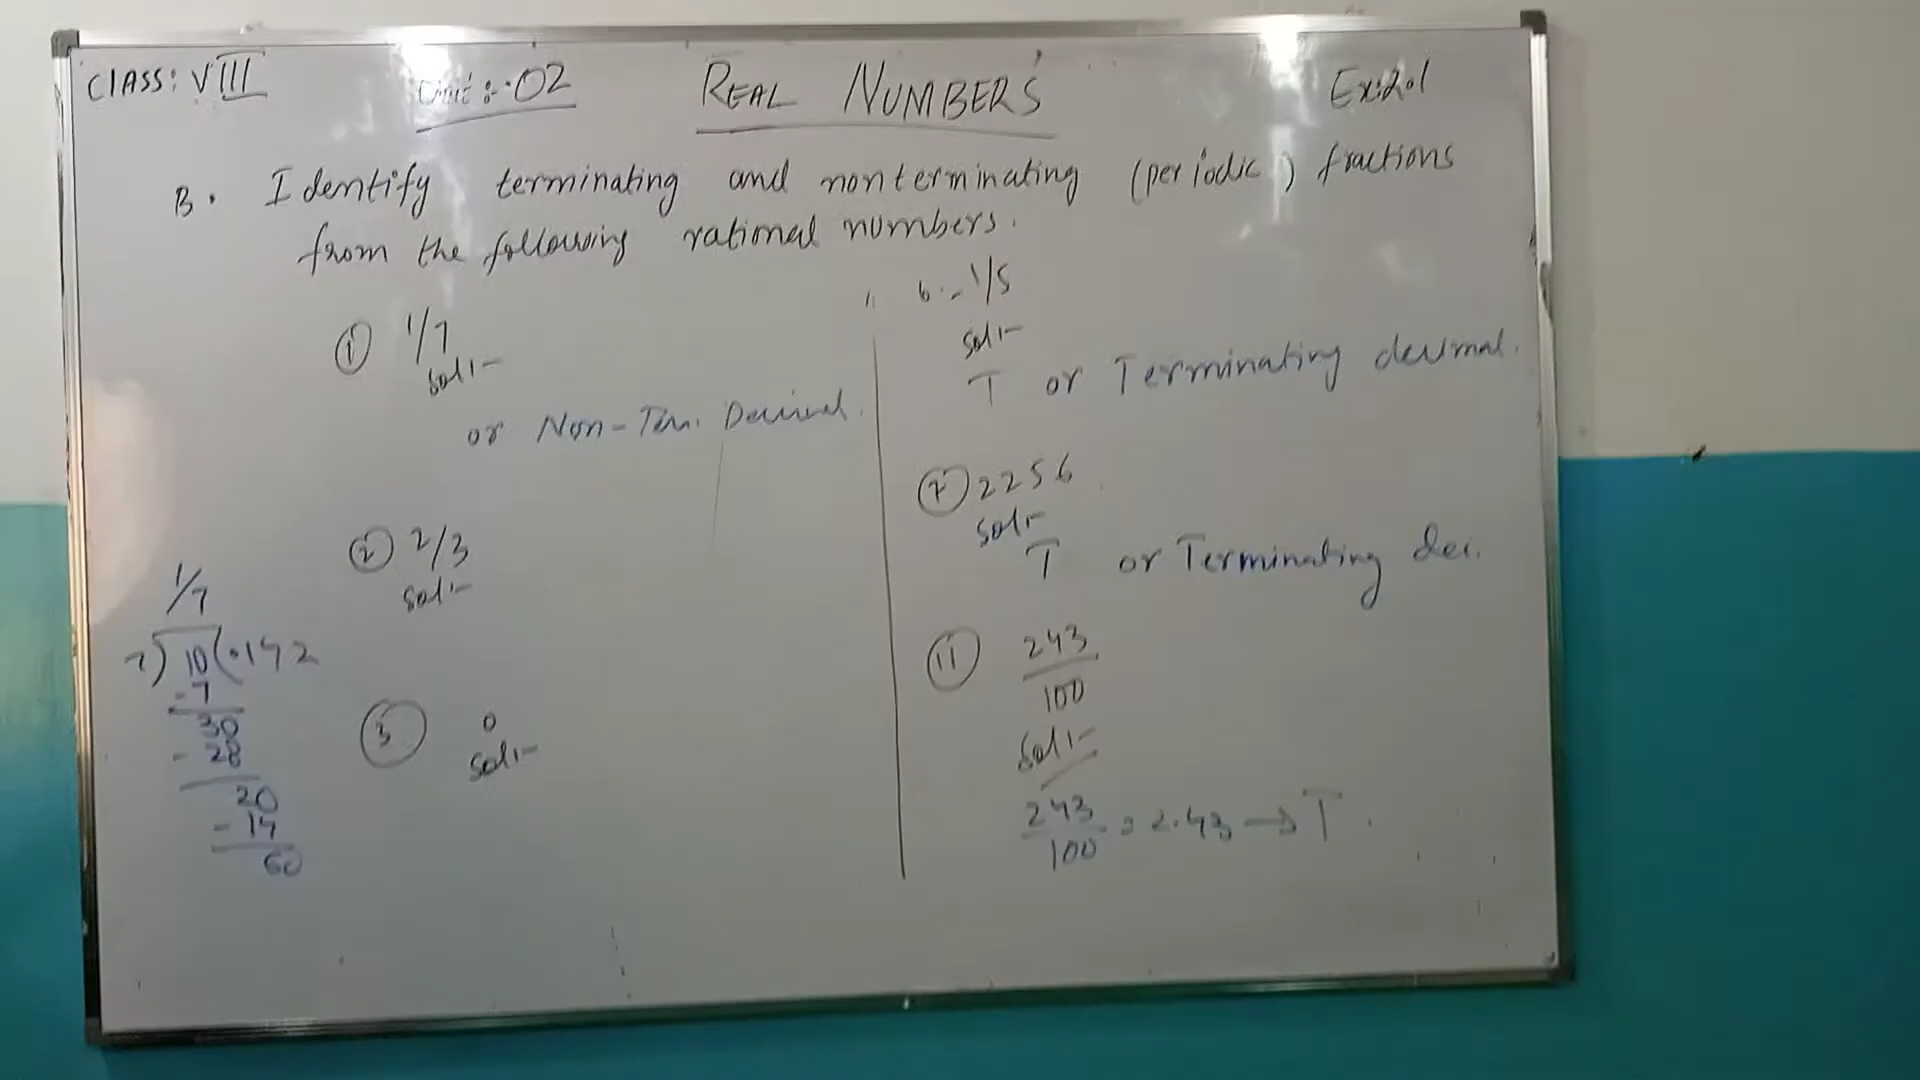 CLASS: VIII Unit :- 02 REAL NUMBER'S Ex:2.1
B. Identify terminating and nonterminating (periodic) fractions
from the following rational numbers.
① 1/7
Sol:-
or Non-Ter. Decimal.
② 2/3
Sol:-
1/7
7) 10(.142
-7
30
- 28
20
- 14
60
③ 0
Sol:-
6.- 1/5
Sol:-
T or Terminating decimal.
⑦ 2256
Sol:-
T or Terminating dec.
⑪ 243
100
Sol:-
243
100 = 2.43 → T.